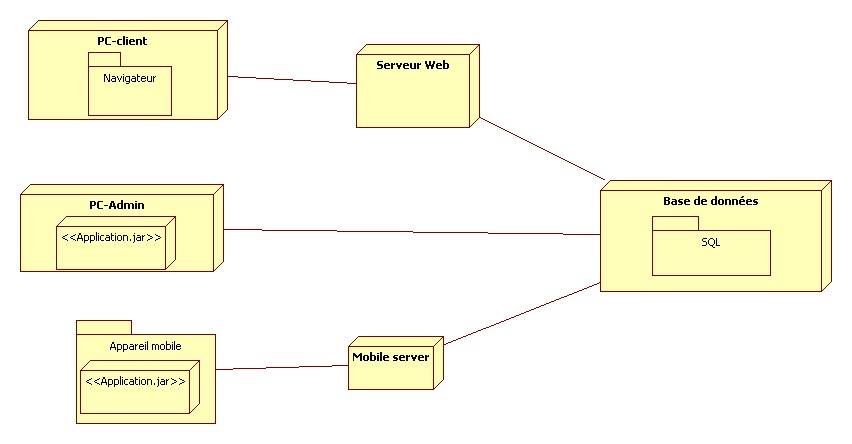 PC-client
Navigateur
Serveur Web
PC-Admin
<<Application.jar>>
Base de données
SQL
Appareil mobile
<<Application.jar>>
Mobile server